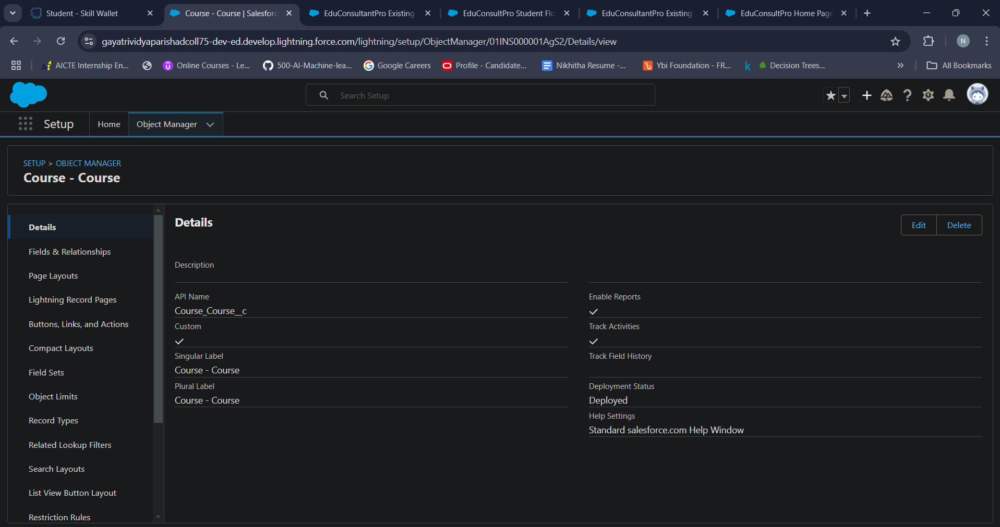 Student - Skill Wallet
Course - Course | Salesforc
EduConsultantPro Existing
EduConsultPro Student Flo
EduConsultantPro Existing
EduConsultPro Home Page
gayatrividyaparishadcoll75-dev-ed.develop.lightning.force.com/lightning/setup/ObjectManager/01INS000001AgS2/Details/view
N
AICTE Internship En...
Online Courses - Le...
500-AI-Machine-lea...
Google Careers
Profile - Candidate...
Nikhitha Resume -...
Ybi Foundation - FR...
k
Decision Trees...
All Bookmarks
Search Setup
Setup
Home
Object Manager
SETUP > OBJECT MANAGER
Course - Course
Details
Fields & Relationships
Page Layouts
Lightning Record Pages
Buttons, Links, and Actions
Compact Layouts
Field Sets
Object Limits
Record Types
Related Lookup Filters
Search Layouts
List View Button Layout
Restriction Rules
Details
Edit
Delete
Description
API Name
Course_Course__c
Custom
Singular Label
Course - Course
Plural Label
Course - Course
Enable Reports
Track Activities
Track Field History
Deployment Status
Deployed
Help Settings
Standard salesforce.com Help Window